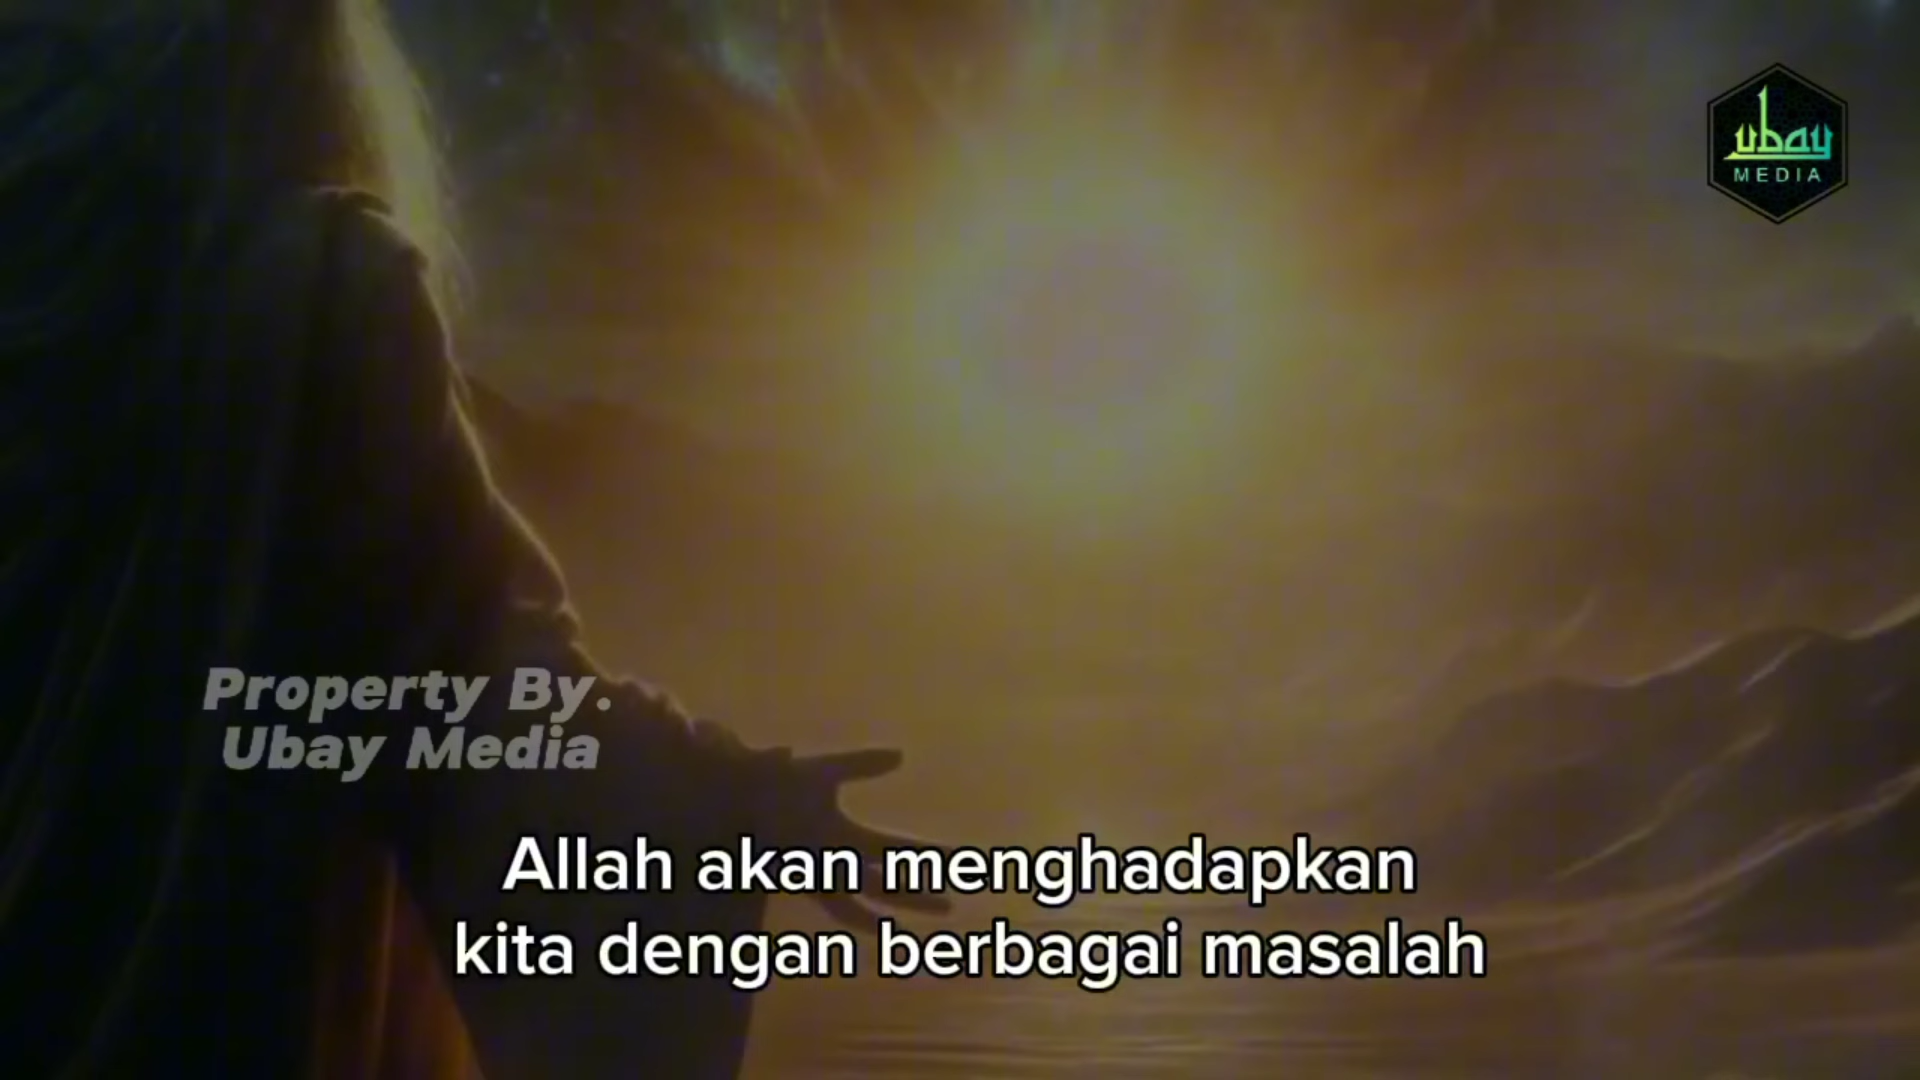 ubay
MEDIA
Property By.
Ubay Media
Allah akan menghadapkan
kita dengan berbagai masalah